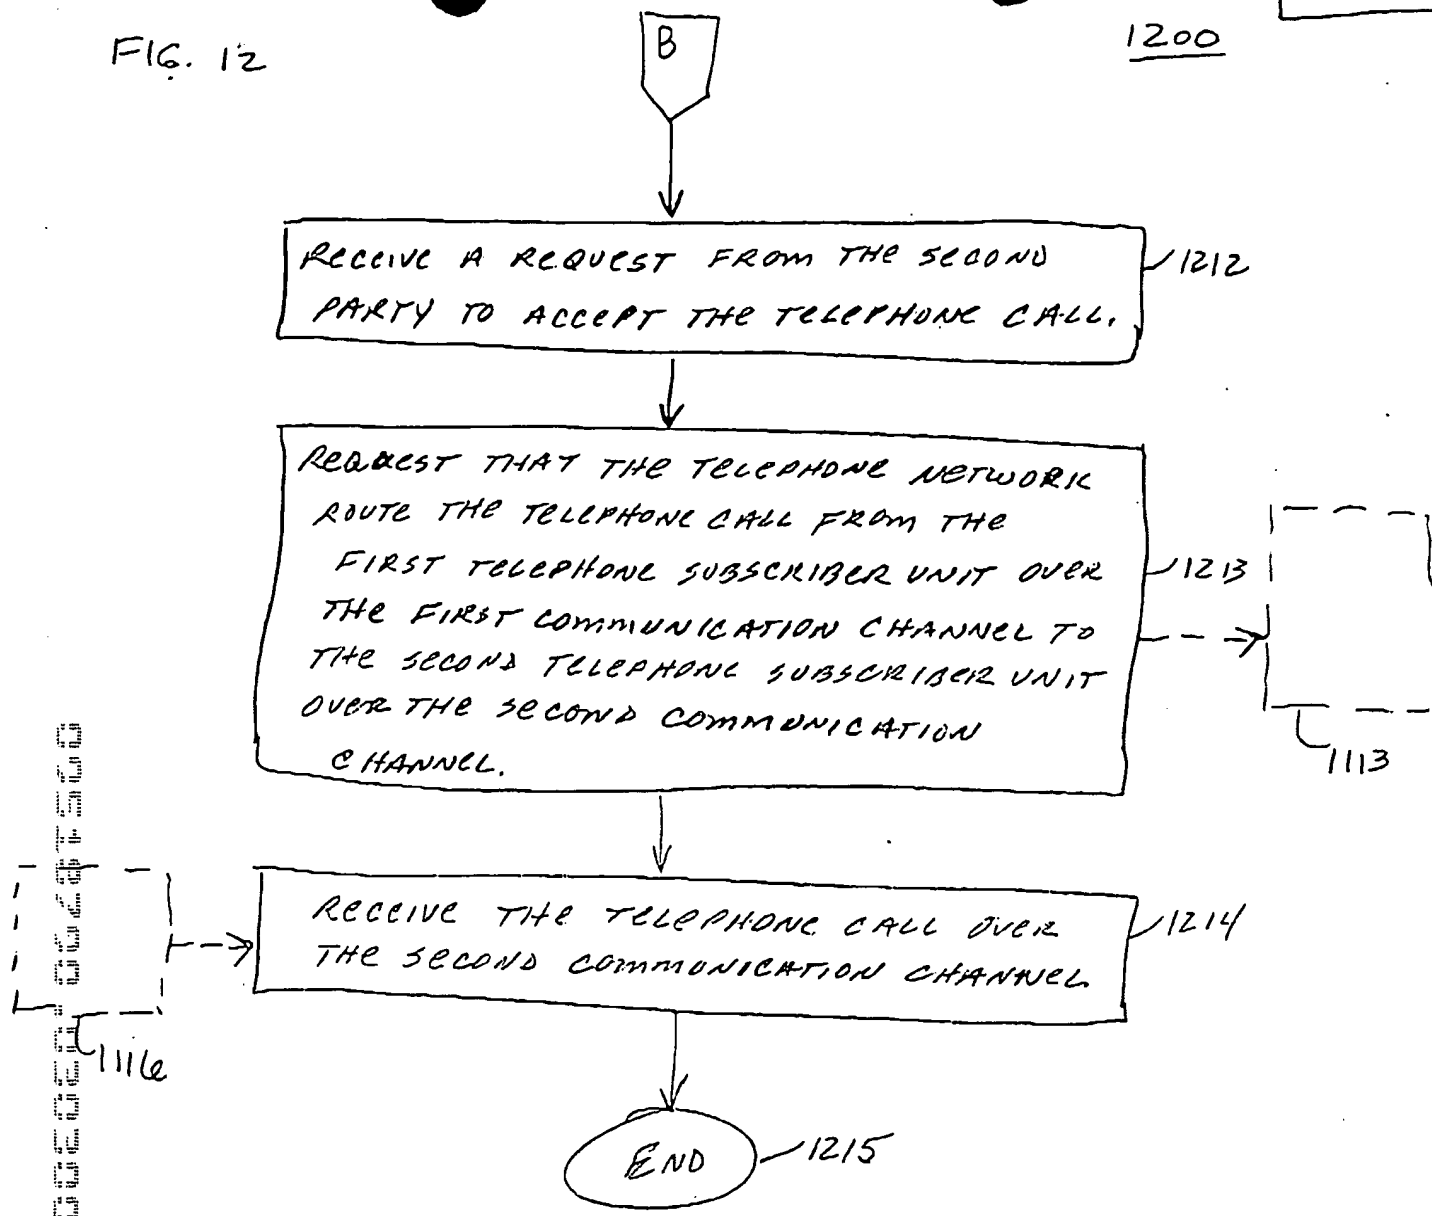 FIG. 12
B
1200
RECEIVE A REQUEST FROM THE SECOND
PARTY TO ACCEPT THE TELEPHONE CALL.
1212
REQUEST THAT THE TELEPHONE NETWORK
ROUTE THE TELEPHONE CALL FROM THE
FIRST TELEPHONE SUBSCRIBER UNIT OVER
THE FIRST COMMUNICATION CHANNEL TO
THE SECOND TELEPHONE SUBSCRIBER UNIT
OVER THE SECOND COMMUNICATION
CHANNEL.
1213
1113
RECEIVE THE TELEPHONE CALL OVER
THE SECOND COMMUNICATION CHANNEL
1214
1116
END
1215